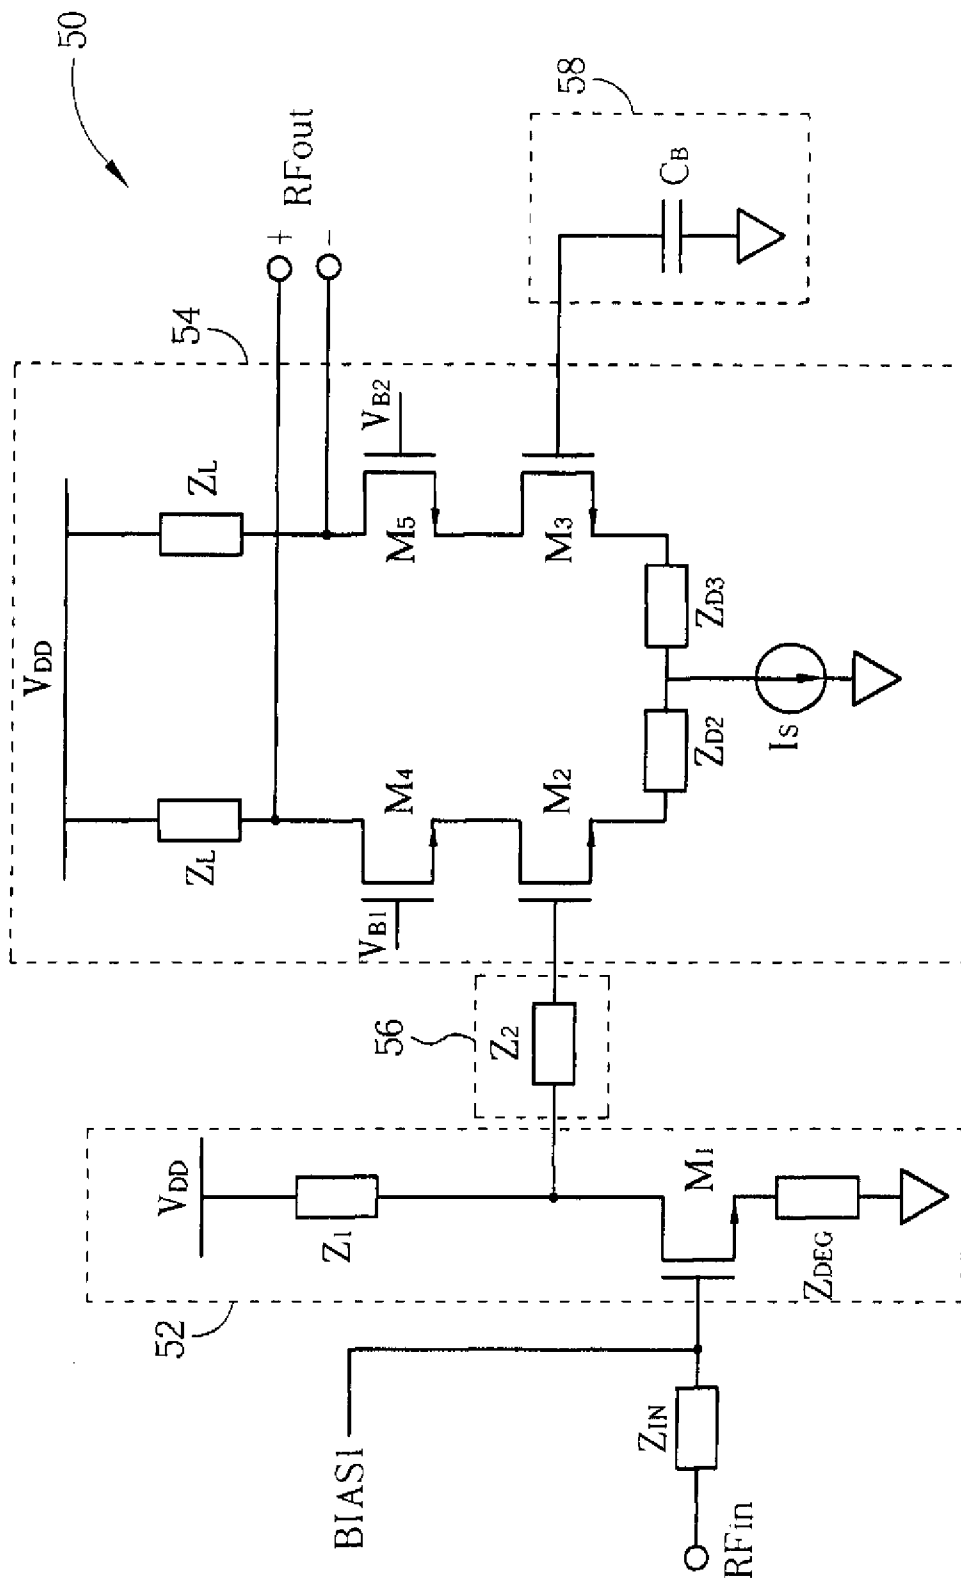 50
54
58
RFout
+
−
VDD
ZL
ZL
VB1
M4
M5
VB2
CB
M2
M3
56
Z2
ZD2
ZD3
IS
52
VDD
Z1
M1
ZDEG
BIAS1
ZIN
RFin